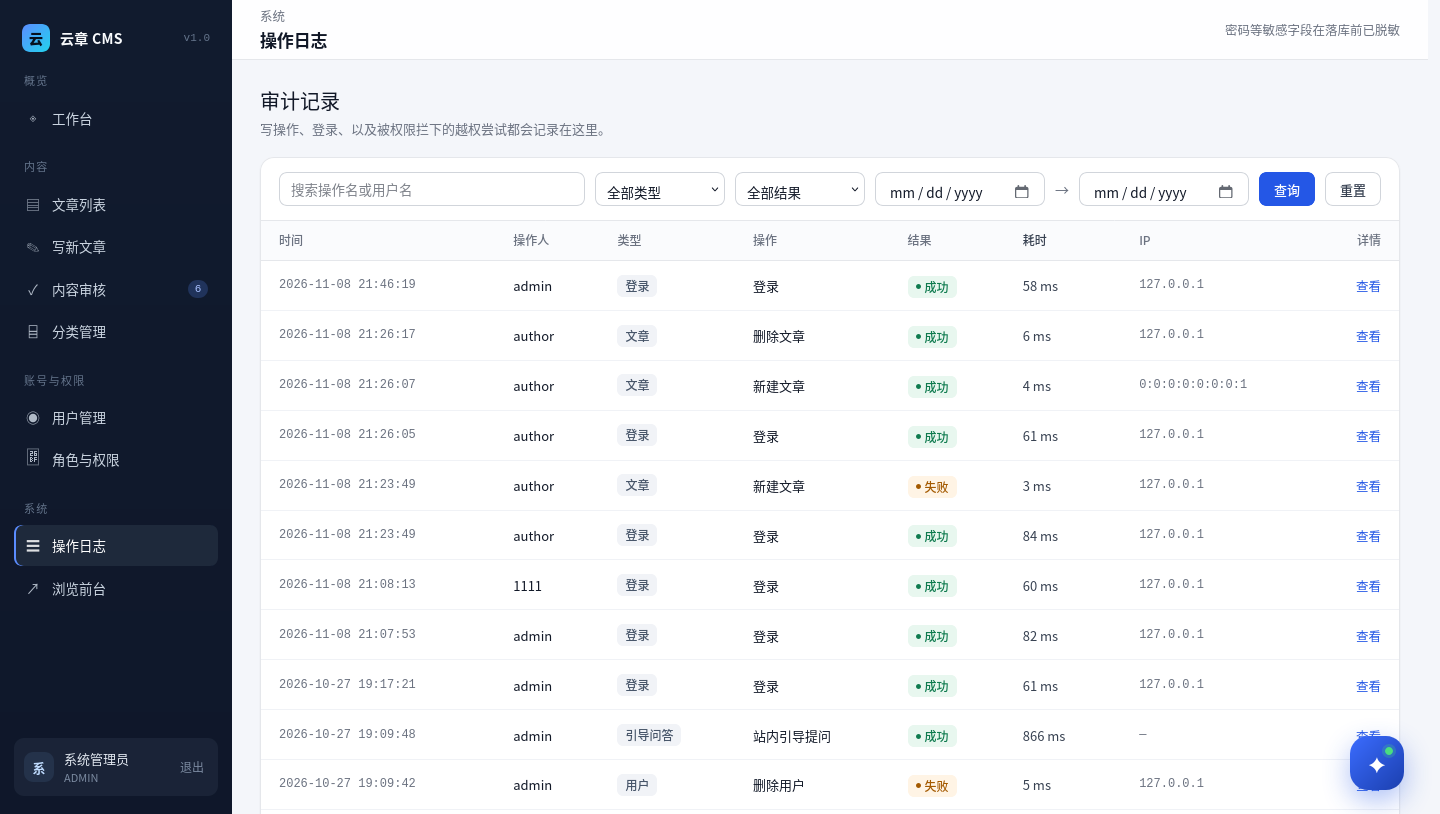 云 云章 CMS v1.0
概览
工作台
内容
文章列表
写新文章
内容审核 6
分类管理
账号与权限
用户管理
角色与权限
系统
操作日志
浏览前台
系 系统管理员 退出
ADMIN
系统
操作日志
密码等敏感字段在落库前已脱敏
审计记录
写操作、登录、以及被权限拦下的越权尝试都会记录在这里。
搜索操作名或用户名 全部类型 全部结果 mm / dd / yyyy → mm / dd / yyyy 查询 重置
时间 操作人 类型 操作 结果 耗时 IP 详情
2026-11-08 21:46:19 admin 登录 登录 成功 58 ms 127.0.0.1 查看
2026-11-08 21:26:17 author 文章 删除文章 成功 6 ms 127.0.0.1 查看
2026-11-08 21:26:07 author 文章 新建文章 成功 4 ms 0:0:0:0:0:0:0:1 查看
2026-11-08 21:26:05 author 登录 登录 成功 61 ms 127.0.0.1 查看
2026-11-08 21:23:49 author 文章 新建文章 失败 3 ms 127.0.0.1 查看
2026-11-08 21:23:49 author 登录 登录 成功 84 ms 127.0.0.1 查看
2026-11-08 21:08:13 1111 登录 登录 成功 60 ms 127.0.0.1 查看
2026-11-08 21:07:53 admin 登录 登录 成功 82 ms 127.0.0.1 查看
2026-10-27 19:17:21 admin 登录 登录 成功 61 ms 127.0.0.1 查看
2026-10-27 19:09:48 admin 引导问答 站内引导提问 成功 866 ms — 查看
2026-10-27 19:09:42 admin 用户 删除用户 失败 5 ms 127.0.0.1